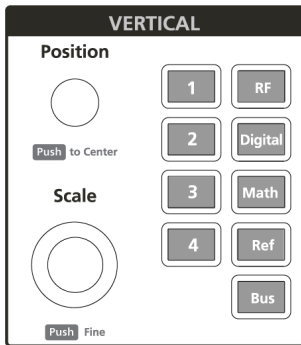 VERTICAL
Position
Push to Center
Scale
Push Fine
1 RF
2 Digital
3 Math
4 Ref
Bus